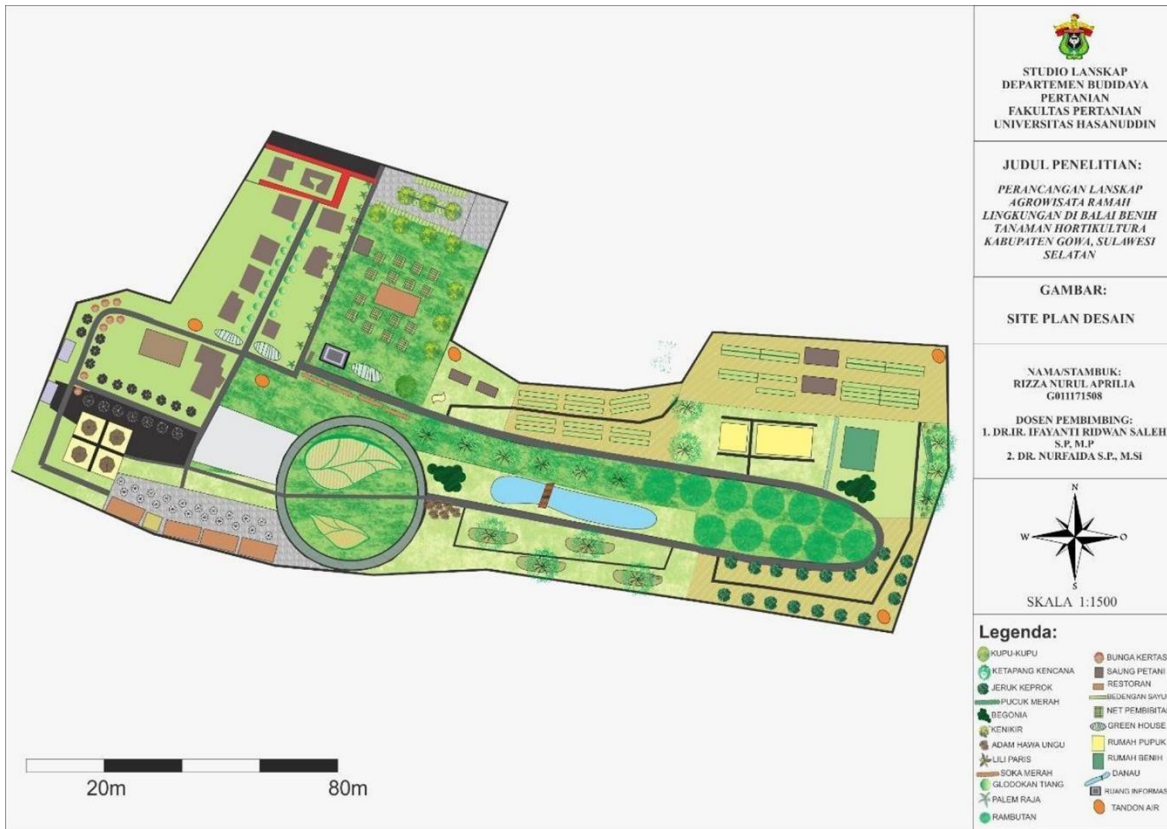 STUDIO LANSKAP
DEPARTEMEN BUDIDAYA
PERTANIAN
FAKULTAS PERTANIAN
UNIVERSITAS HASANUDDIN
JUDUL PENELITIAN:
PERANCANGAN LANSKAP
AGROWISATA RAMAH
LINGKUNGAN DI BALAI BENIH
TANAMAN HORTIKULTURA
KABUPATEN GOWA, SULAWESI
SELATAN
GAMBAR:
SITE PLAN DESAIN
NAMA/STAMBUK:
RIZZA NURUL APRILIA
G011171508
DOSEN PEMBIMBING:
1. DR.IR. IFAYANTI RIDWAN SALEH
S.P, M.P
2. DR. NURFAIDA S.P., M.Si
N
W
O
S
SKALA 1:1500
Legenda:
KUPU-KUPU
KETAPANG KENCANA
JERUK KEPROK
PUCUK MERAH
BEGONIA
KENIKIR
ADAM HAWA UNGU
LILI PARIS
SOKA MERAH
GLODOKAN TIANG
PALEM RAJA
RAMBUTAN
BUNGA KERTAS
SAUNG PETANI
RESTORAN
BEDENGAN SAYU
NET PEMBIBITA
GREEN HOUSE
RUMAH PUPUK
RUMAH BENIH
DANAU
RUANG INFORMAS
TANDON AIR
20m
80m